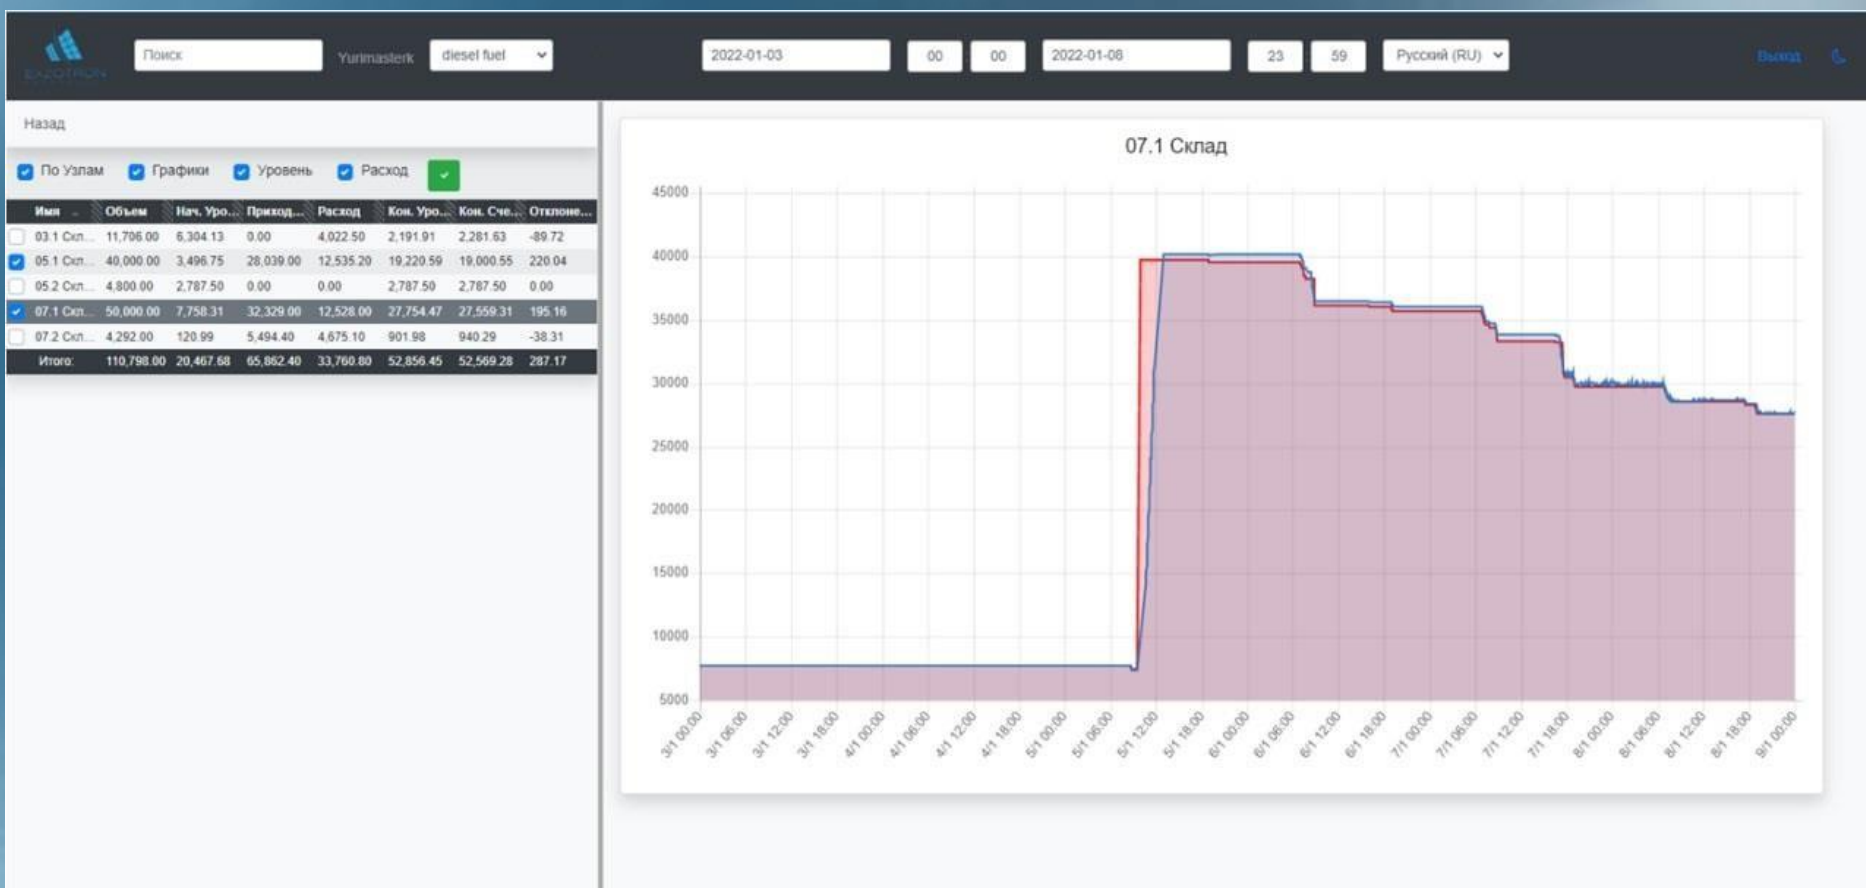 EXZOTRON
Поиск Yurimasterk diesel fuel 2022-01-03 00 00 2022-01-08 23 59 Русский (RU) Выход
Назад
По Узлам Графики Уровень Расход
Имя Объем Нач. Уро... Приход... Расход Кон. Уро... Кон. Сче... Отклоне...
03.1 Скл... 11,706.00 6,304.13 0.00 4,022.50 2,191.91 2,281.63 -89.72
05.1 Скл... 40,000.00 3,496.75 28,039.00 12,535.20 19,220.59 19,000.55 220.04
05.2 Скл... 4,800.00 2,787.50 0.00 0.00 2,787.50 2,787.50 0.00
07.1 Скл... 50,000.00 7,758.31 32,329.00 12,528.00 27,754.47 27,559.31 195.16
07.2 Скл... 4,292.00 120.99 5,494.40 4,675.10 901.98 940.29 -38.31
Итого: 110,798.00 20,467.68 65,862.40 33,760.80 52,856.45 52,569.28 287.17
07.1 Склад
45000
40000
35000
30000
25000
20000
15000
10000
5000
3/1 00:00 3/1 06:00 3/1 12:00 3/1 18:00 4/1 00:00 4/1 06:00 4/1 12:00 4/1 18:00 5/1 00:00 5/1 06:00 5/1 12:00 5/1 18:00 6/1 00:00 6/1 06:00 6/1 12:00 6/1 18:00 7/1 00:00 7/1 06:00 7/1 12:00 7/1 18:00 8/1 00:00 8/1 06:00 8/1 12:00 8/1 18:00 9/1 00:00